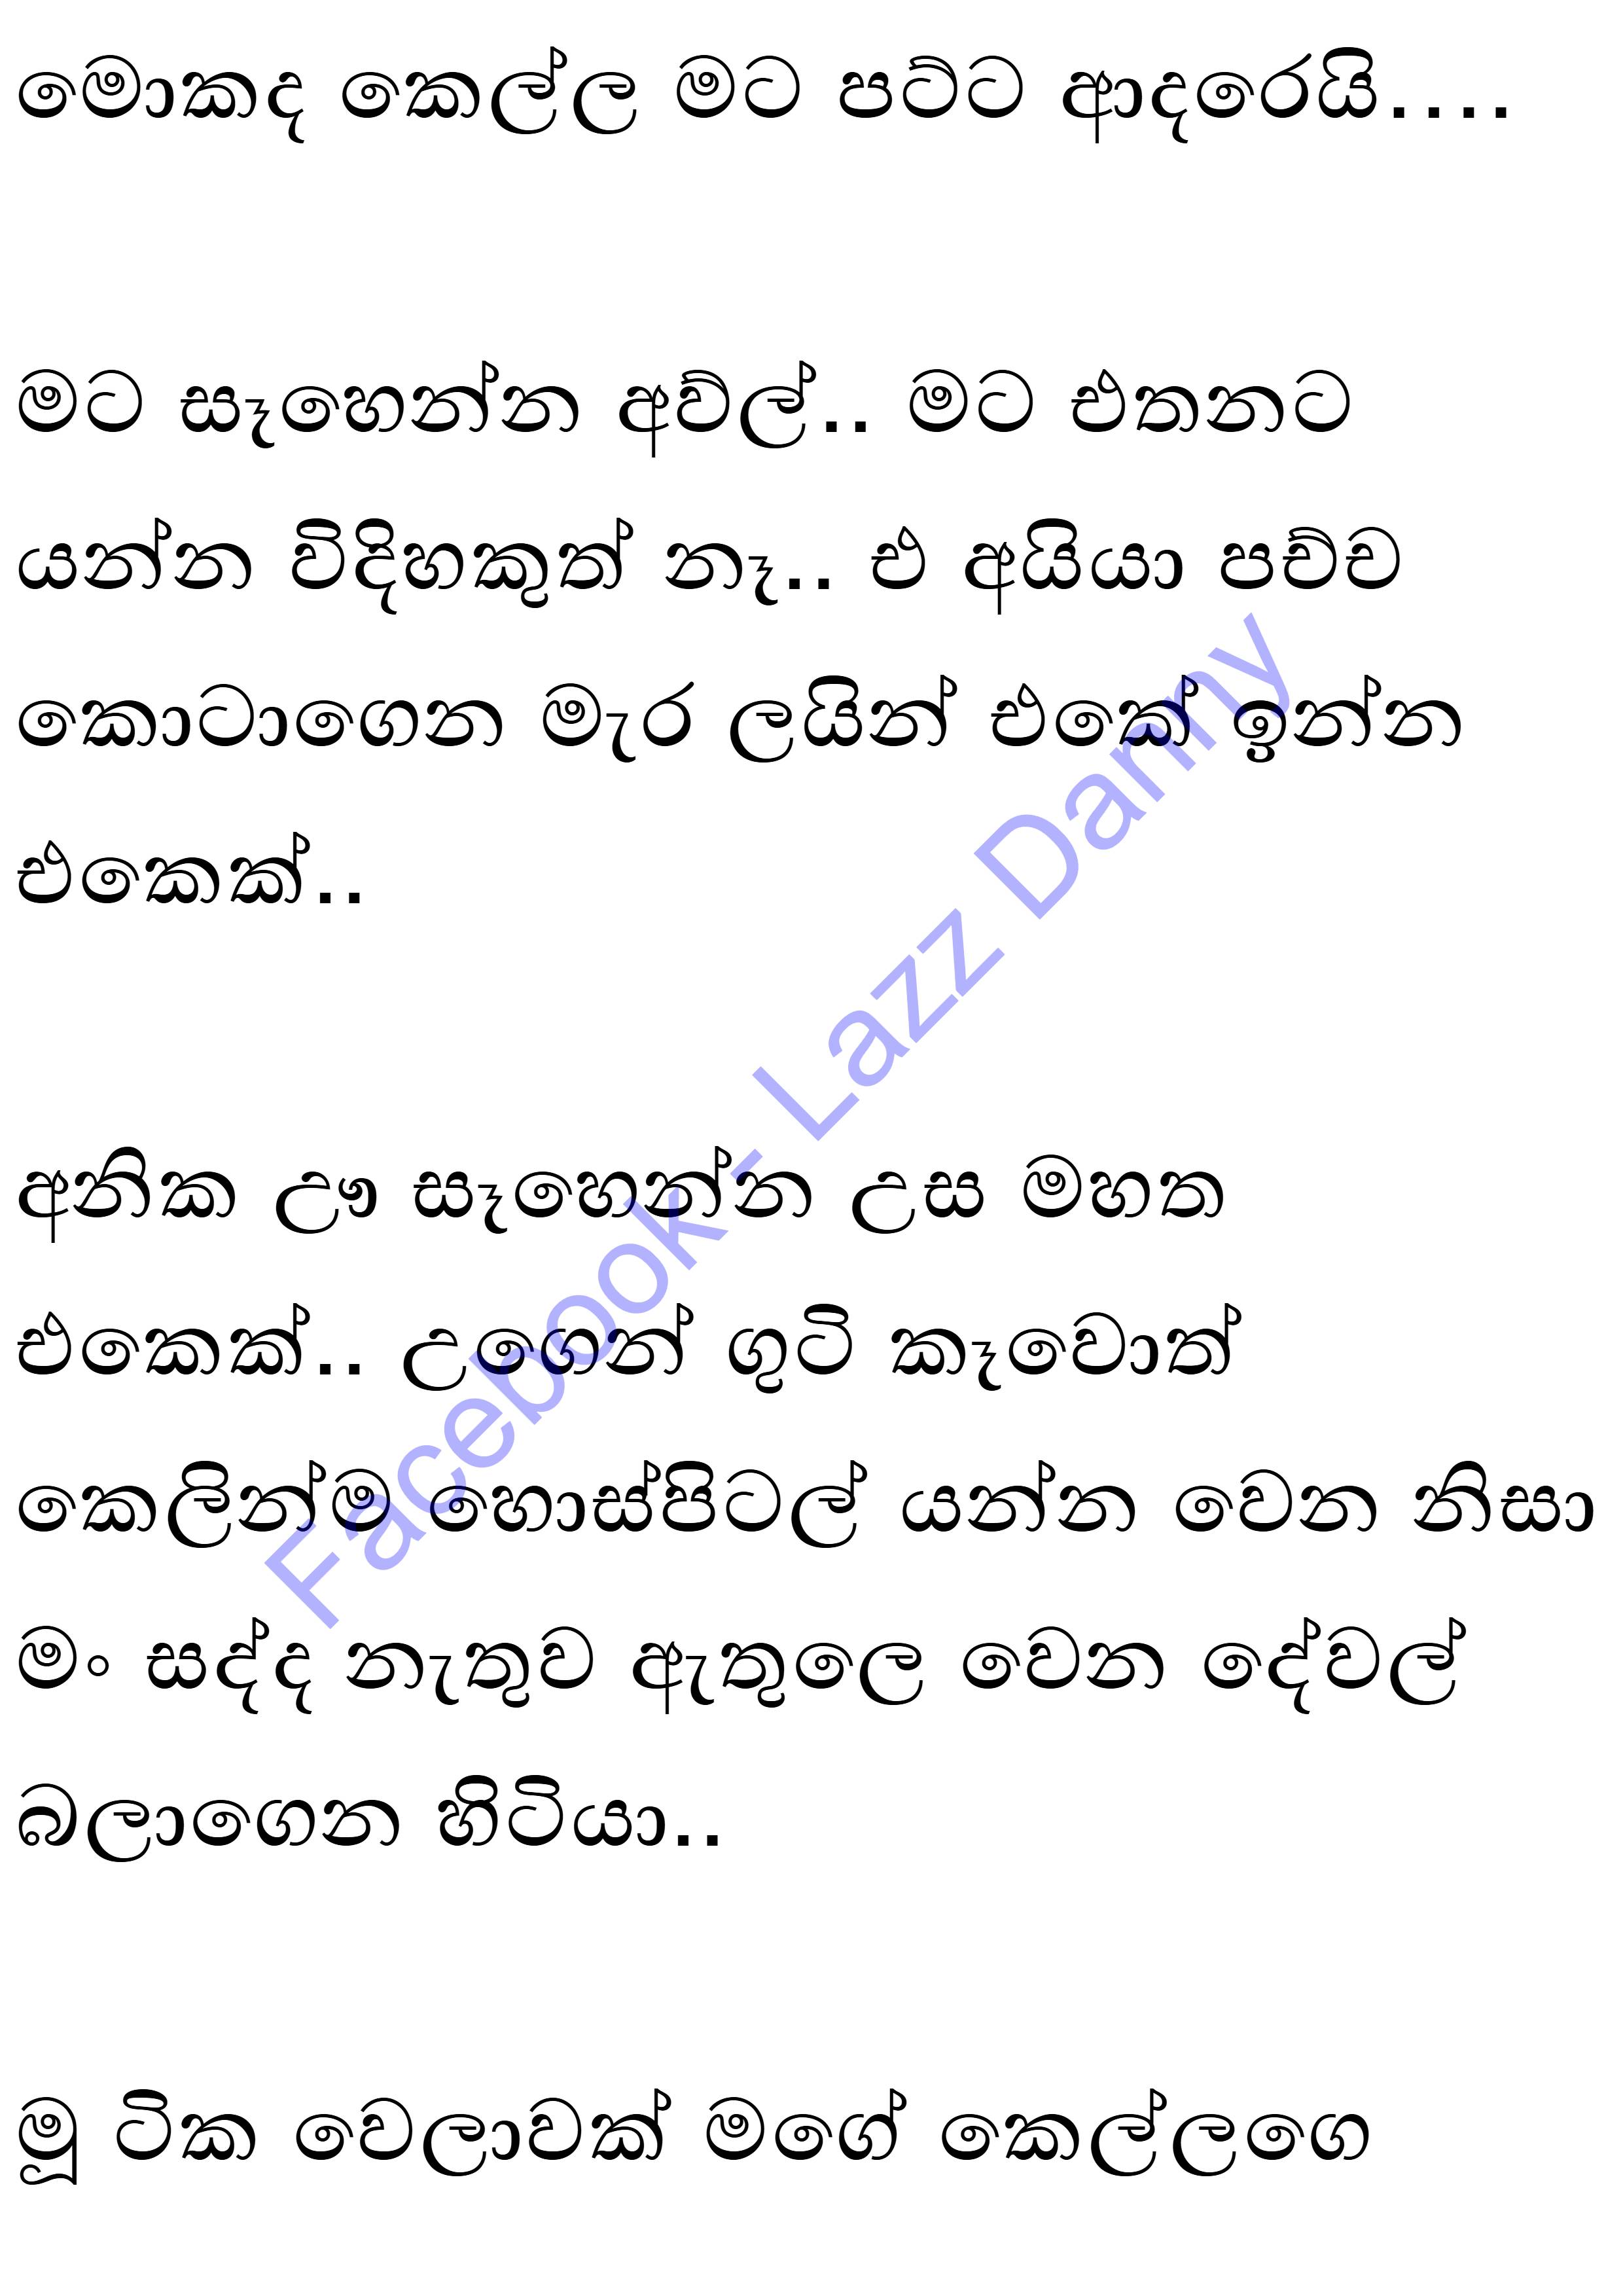 මොකද කෙල්ල මට පට්ට ආදරෙයි....
මට සෑහෙන්න අව්ල්.. මට එතනට
යන්න විදිහකුත් නෑ.. එ් අයියා පච්ච
කොටාගෙන මැර ලයින් එකේ ඉන්න
එකෙක්..
අනික ඌ සෑහෙන්න උස මහත
එකෙක්.. උගෙන් ගුටි කෑවොත්
කෙලින්ම හොස්පිටල් යන්න වෙන නිසා
මං සද්ද නැතුව ඇතුලෙ වෙන දේවල්
බලාගෙන හිටියා..
මූ ටික වෙලාවක් මගේ කෙල්ලගෙ
Facebook- Lazz Danny